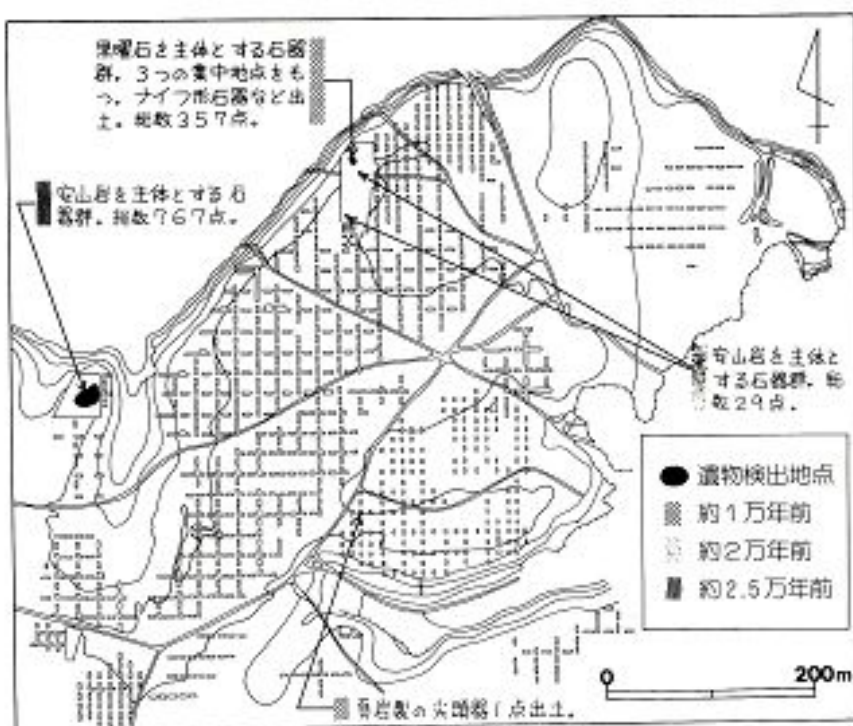 黒曜石を主体とする石器
群。3つの集中地点をも
つ。ナイフ形石器など出
土。総数357点。
安山岩を主体とする石
器群。総数767点。
安山岩を主体と
する石器群。総
数29点。
遺物検出地点
約1万年前
約2万年前
約2.5万年前
0 200m
頁岩製の尖頭器1点出土。